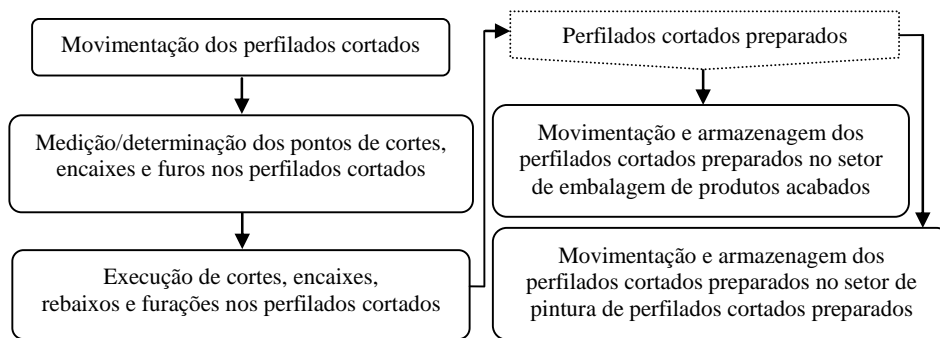 Movimentação dos perfilados cortados
Medição/determinação dos pontos de cortes,
encaixes e furos nos perfilados cortados
Execução de cortes, encaixes,
rebaixos e furações nos perfilados cortados
Perfilados cortados preparados
Movimentação e armazenagem dos
perfilados cortados preparados no setor
de embalagem de produtos acabados
Movimentação e armazenagem dos
perfilados cortados preparados no setor de
pintura de perfilados cortados preparados